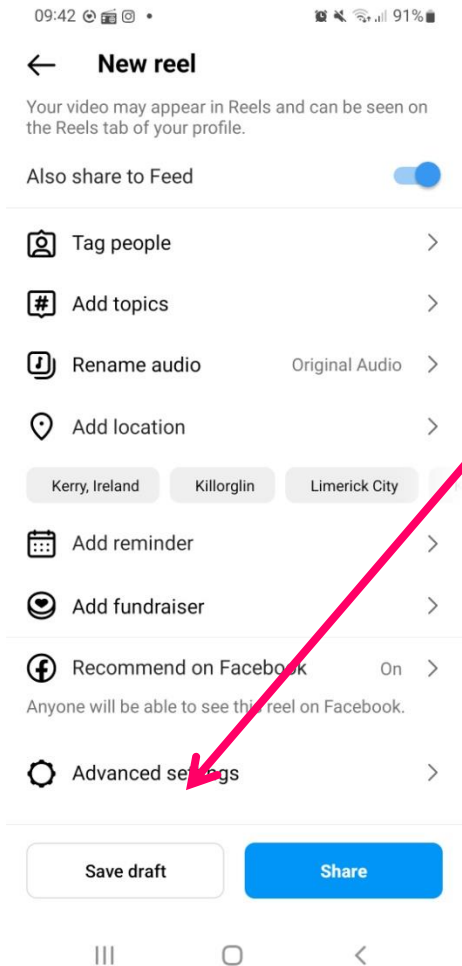 09:42 91%
New reel
Your video may appear in Reels and can be seen on
the Reels tab of your profile.
Also share to Feed
Tag people
# Add topics
Rename audio Original Audio
Add location
Kerry, Ireland Killorglin Limerick City
Add reminder
Add fundraiser
Recommend on Facebook On
Anyone will be able to see this reel on Facebook.
Advanced settings
Save draft Share